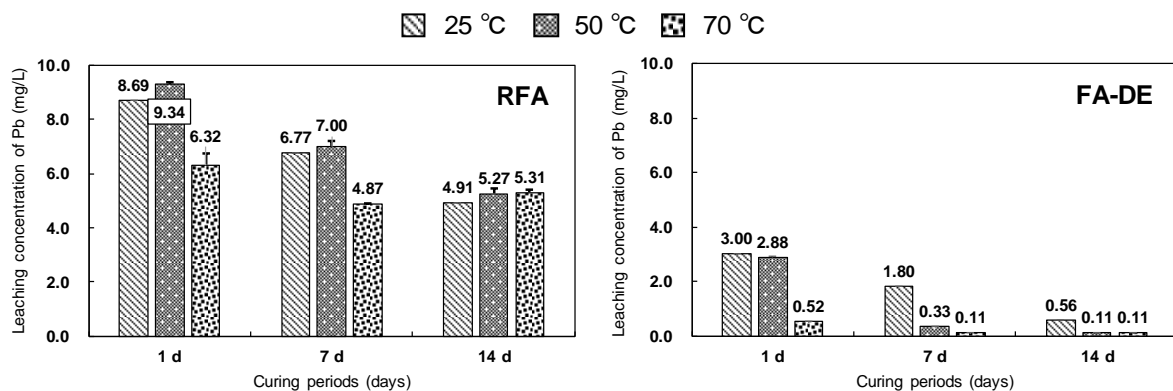 25 ℃ 50 ℃ 70 ℃
Leaching concentration of Pb (mg/L)
10.0
8.0
6.0
4.0
2.0
0.0
RFA
8.69 9.34 6.32
6.77 7.00 4.87
4.91 5.27 5.31
1 d 7 d 14 d
Curing periods (days)
Leaching concentration of Pb (mg/L)
10.0
8.0
6.0
4.0
2.0
0.0
FA-DE
3.00 2.88 0.52
1.80 0.33 0.11
0.56 0.11 0.11
1 d 7 d 14 d
Curing periods (days)